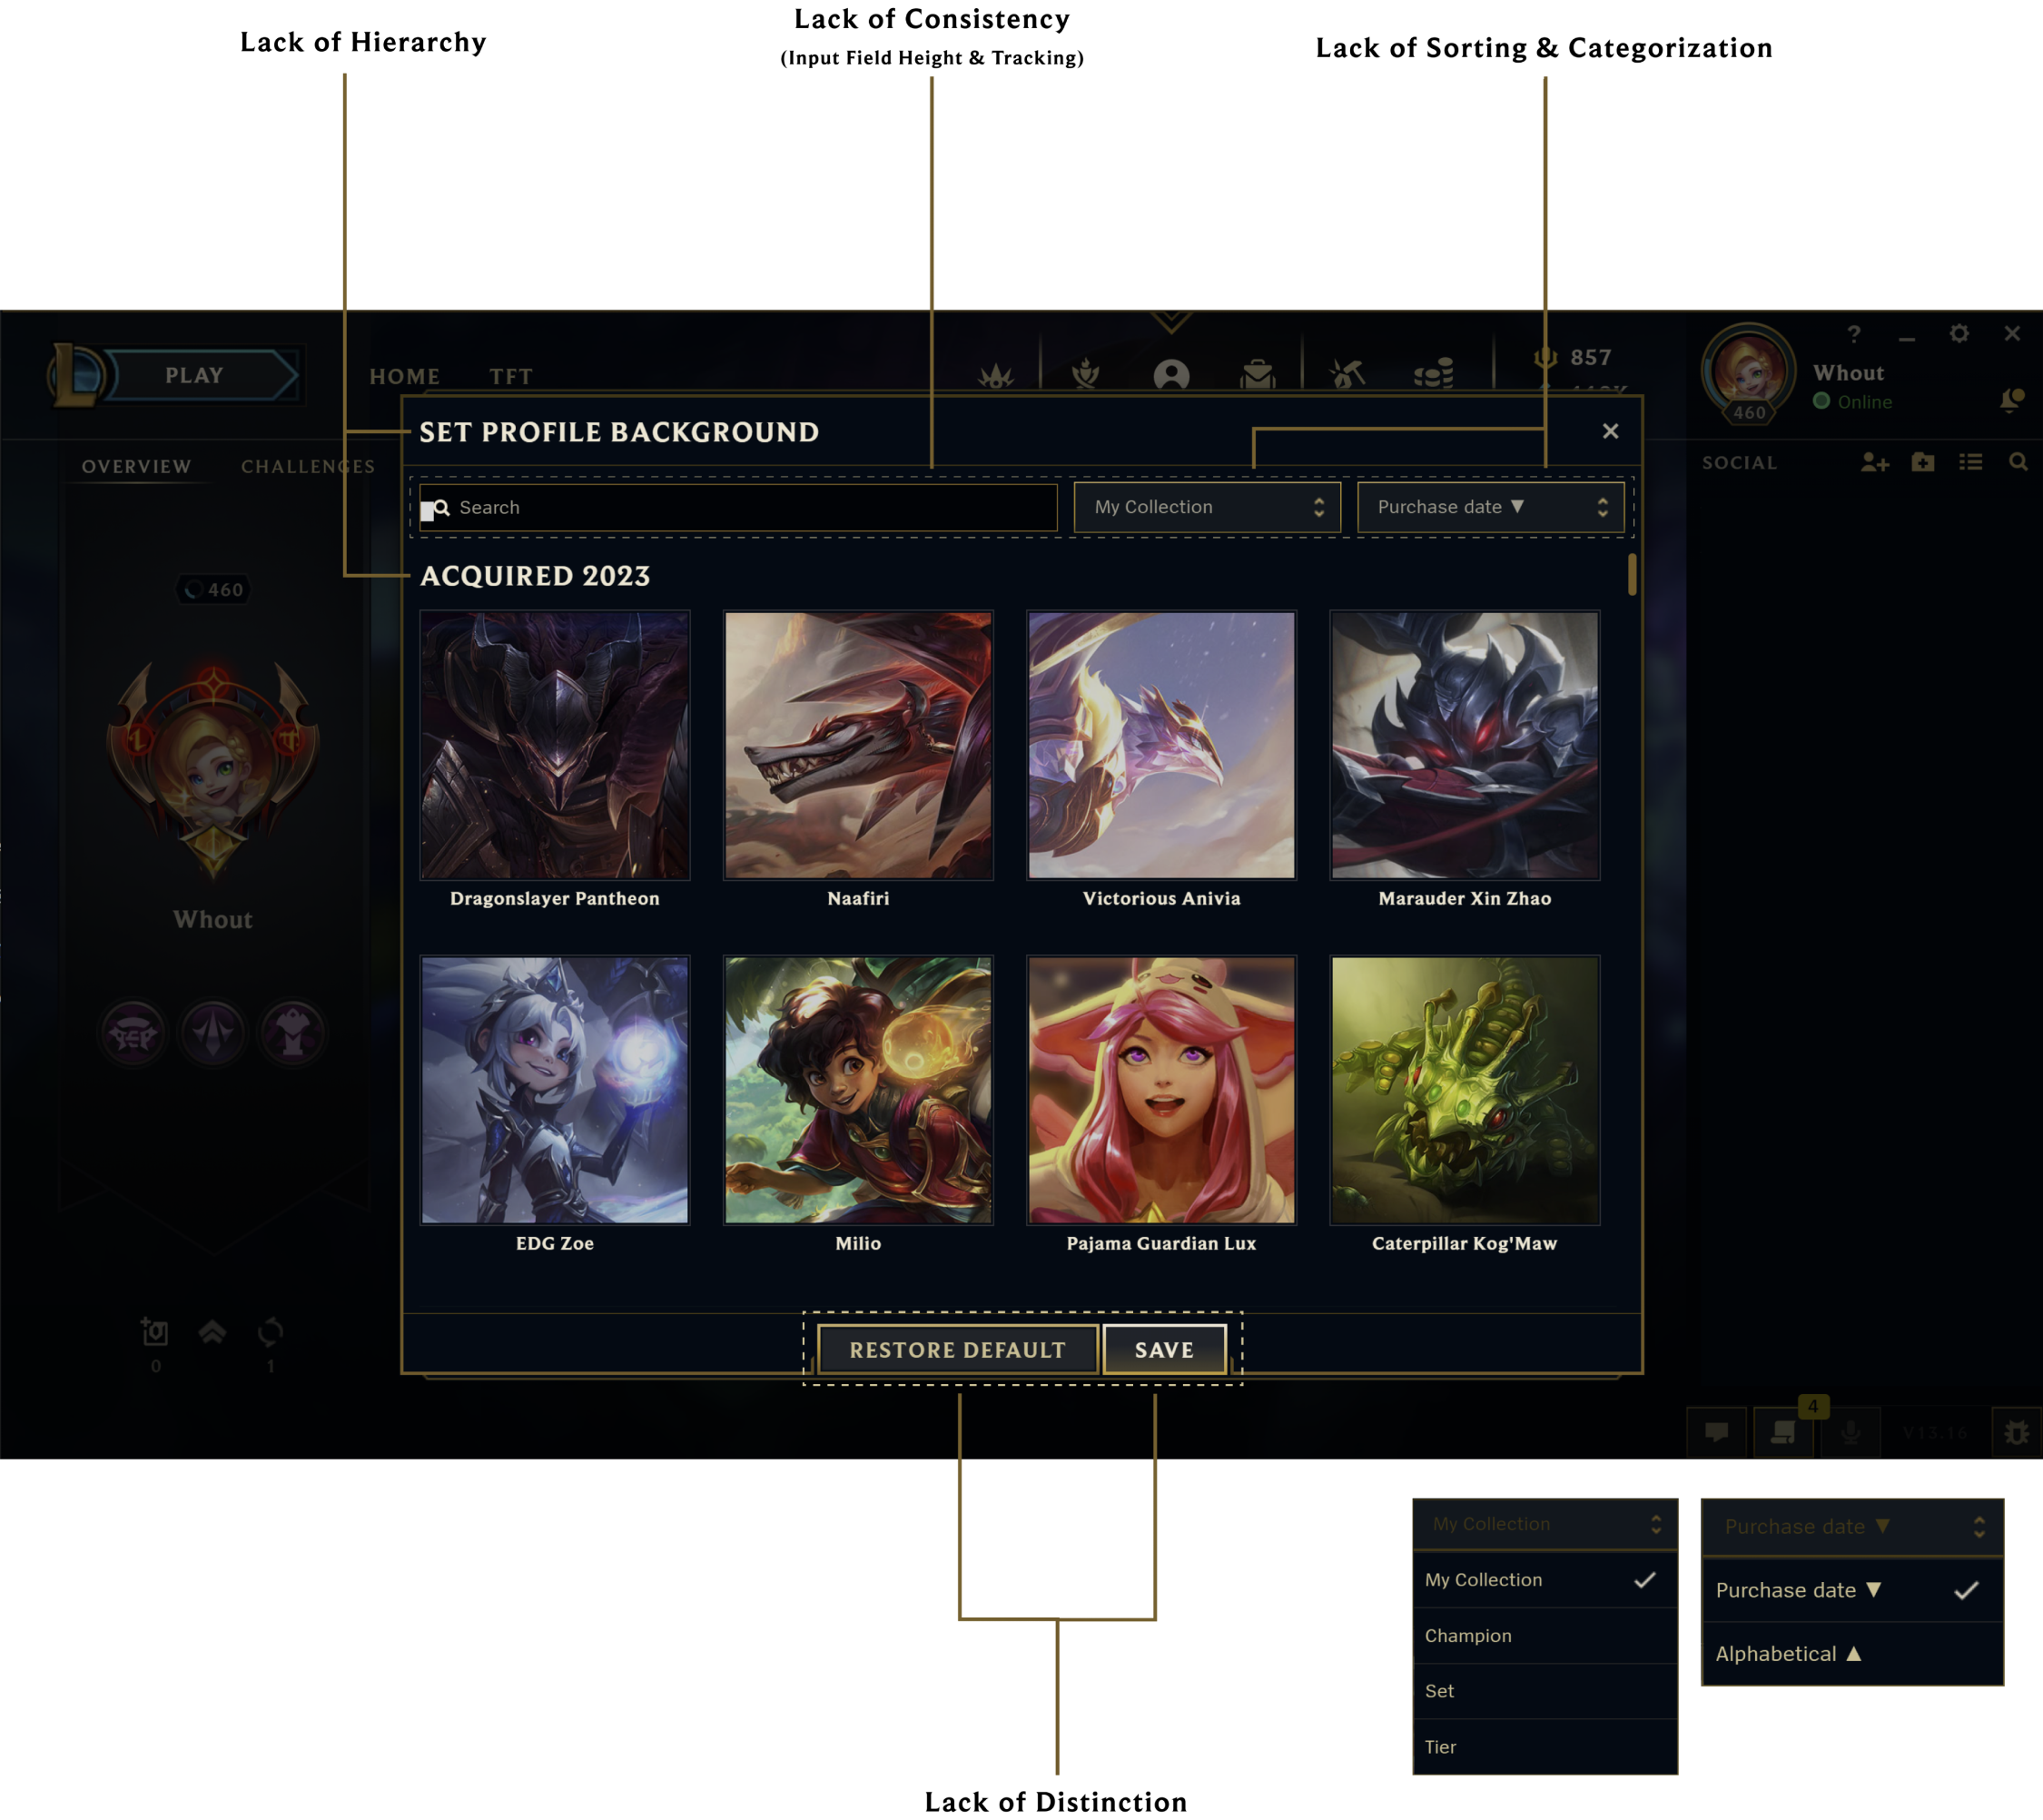 Lack of Hierarchy
Lack of Consistency
(Input Field Height & Tracking)
Lack of Sorting & Categorization
PLAY
HOME
TFT
857
?
Whout
Online
460
OVERVIEW
CHALLENGES
SOCIAL
SET PROFILE BACKGROUND
Search
My Collection
Purchase date ▼
ACQUIRED 2023
460
Whout
Dragonslayer Pantheon
Naafiri
Victorious Anivia
Marauder Xin Zhao
EDG Zoe
Milio
Pajama Guardian Lux
Caterpillar Kog'Maw
0
1
RESTORE DEFAULT
SAVE
4
V13.16
My Collection
My Collection
Champion
Set
Tier
Purchase date ▼
Purchase date ▼
Alphabetical ▲
Lack of Distinction